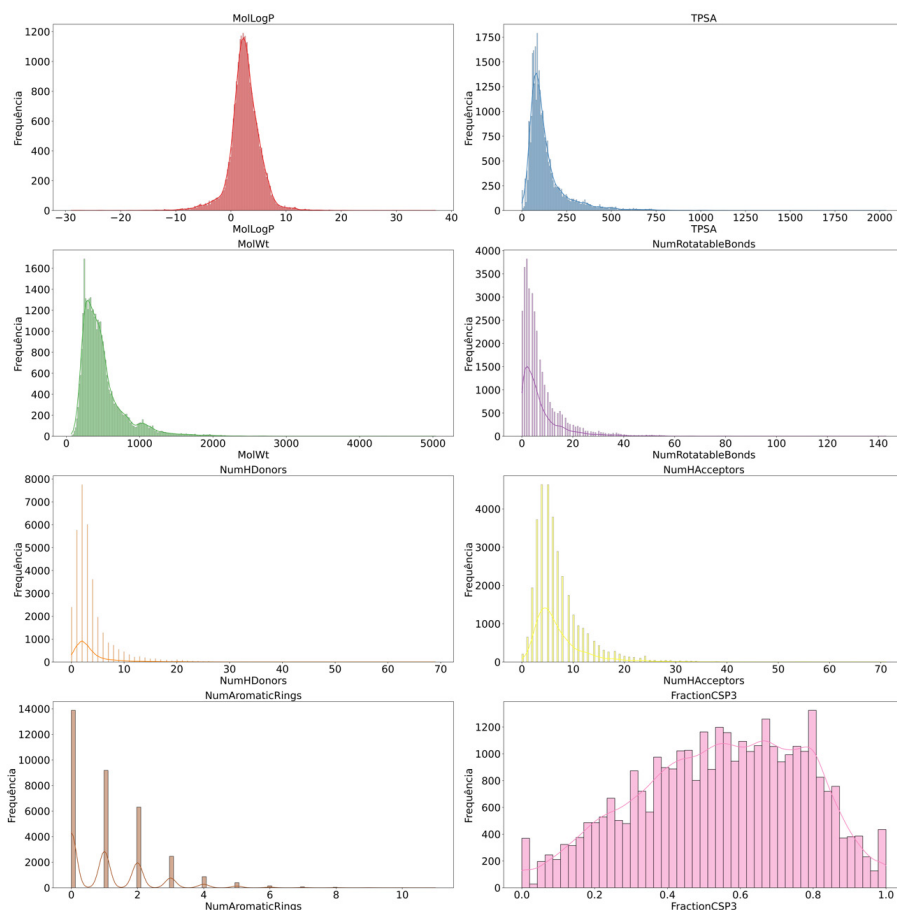 MolLogP
1200
1000
800
600
400
200
0
Frequência
−30 −20 −10 0 10 20 30 40
MolLogP
TPSA
1750
1500
1250
1000
750
500
250
0
Frequência
0 250 500 750 1000 1250 1500 1750 2000
TPSA
MolWt
1600
1400
1200
1000
800
600
400
200
0
Frequência
0 1000 2000 3000 4000 5000
MolWt
NumRotatableBonds
4000
3500
3000
2500
2000
1500
1000
500
0
Frequência
0 20 40 60 80 100 120 140
NumRotatableBonds
NumHDonors
8000
7000
6000
5000
4000
3000
2000
1000
0
Frequência
0 10 20 30 40 50 60 70
NumHDonors
NumHAcceptors
4000
3000
2000
1000
0
Frequência
0 10 20 30 40 50 60 70
NumHAcceptors
NumAromaticRings
14000
12000
10000
8000
6000
4000
2000
0
Frequência
0 2 4 6 8 10
NumAromaticRings
FractionCSP3
1200
1000
800
600
400
200
0
Frequência
0.0 0.2 0.4 0.6 0.8 1.0
FractionCSP3